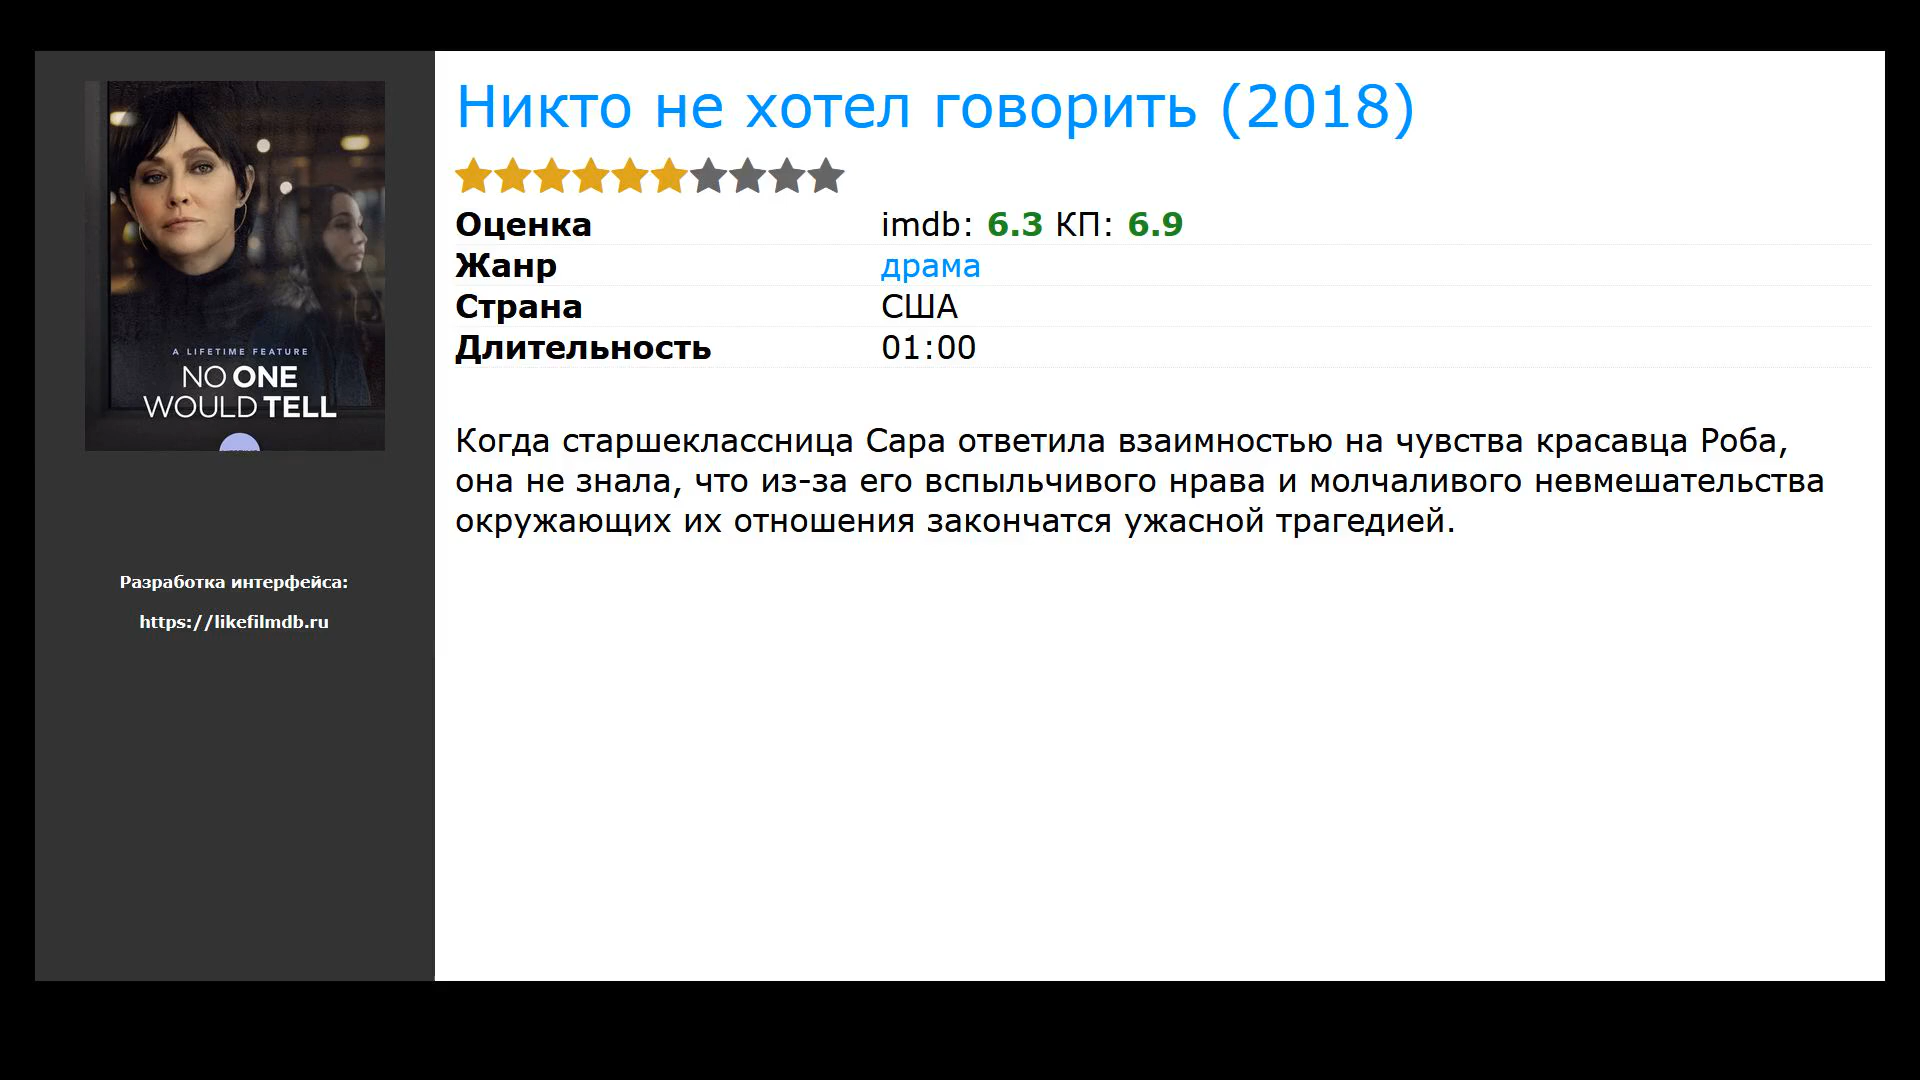 A LIFETIME FEATURE
NO ONE
WOULD TELL
Разработка интерфейса:
https://likefilmdb.ru
Никто не хотел говорить (2018)
Оценка imdb: 6.3 КП: 6.9
Жанр драма
Страна США
Длительность 01:00
Когда старшеклассница Сара ответила взаимностью на чувства красавца Роба,
она не знала, что из-за его вспыльчивого нрава и молчаливого невмешательства
окружающих их отношения закончатся ужасной трагедией.